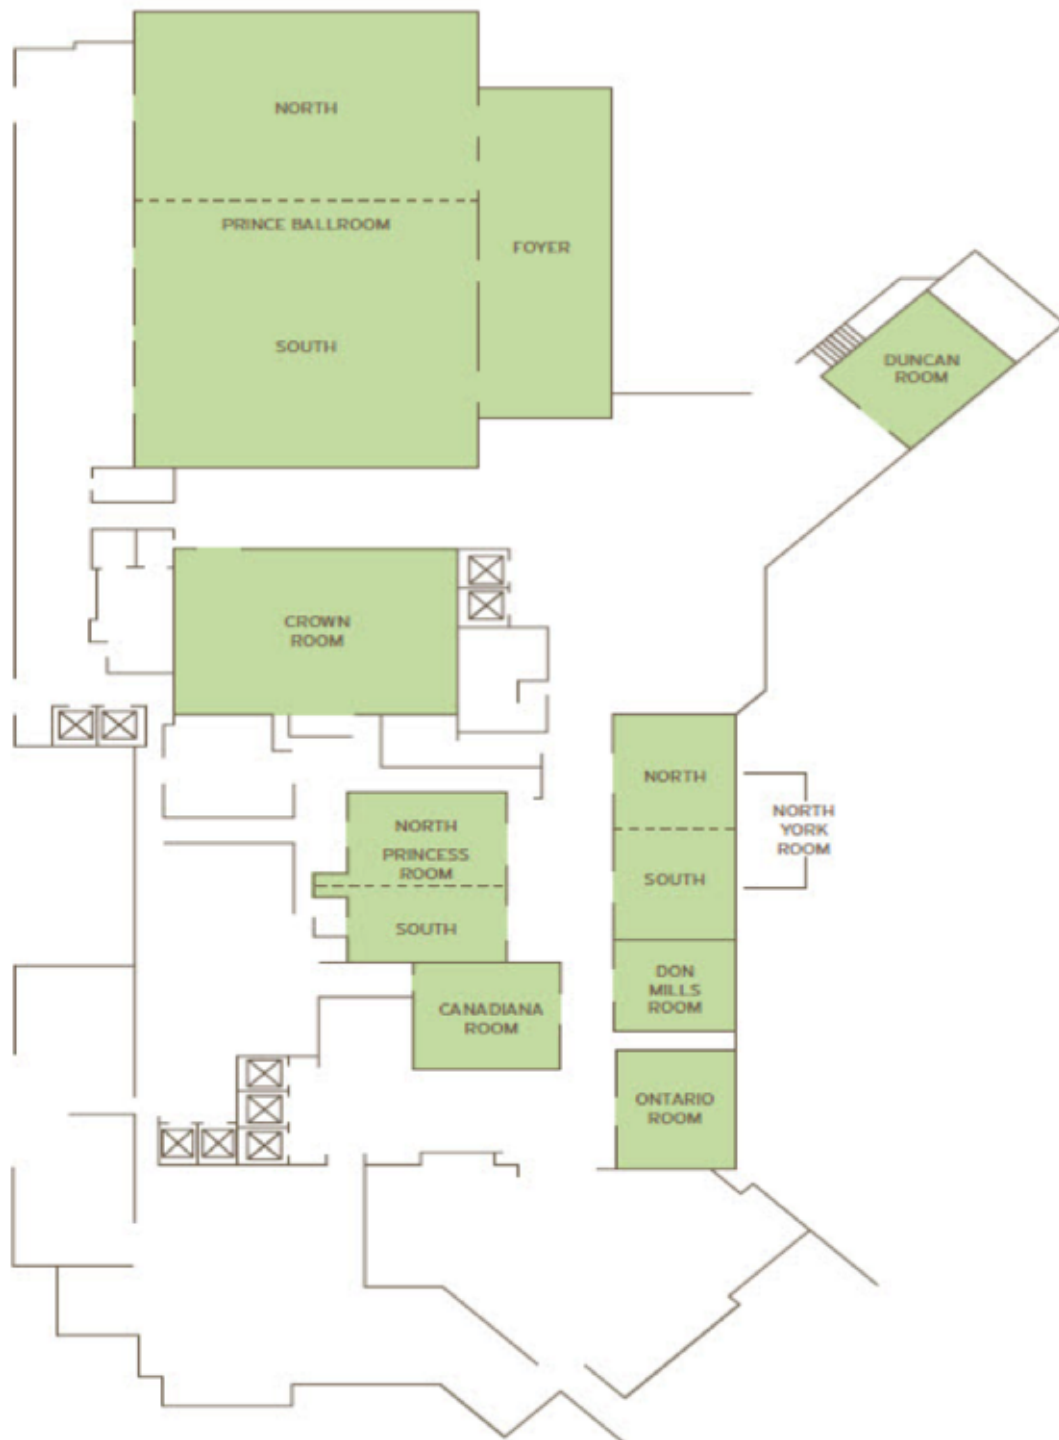 NORTH
PRINCE BALLROOM
SOUTH
FOYER
DUNCAN
ROOM
CROWN
ROOM
NORTH
PRINCESS
ROOM
SOUTH
NORTH
SOUTH
NORTH
YORK
ROOM
DON
MILLS
ROOM
CANADIANA
ROOM
ONTARIO
ROOM